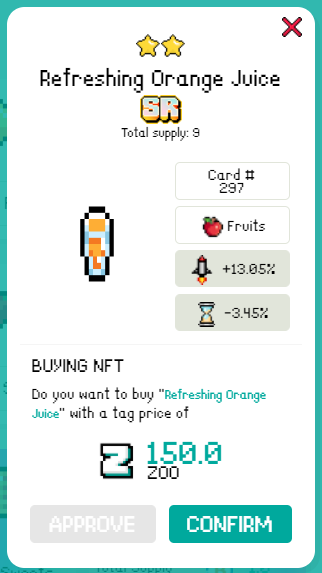 Refreshing Orange Juice
SR
Total supply: 9
Card #
297
Fruits
+13.05%
-3.45%
BUYING NFT
Do you want to buy "Refreshing Orange
Juice" with a tag price of
150.0
ZOO
APPROVE
CONFIRM